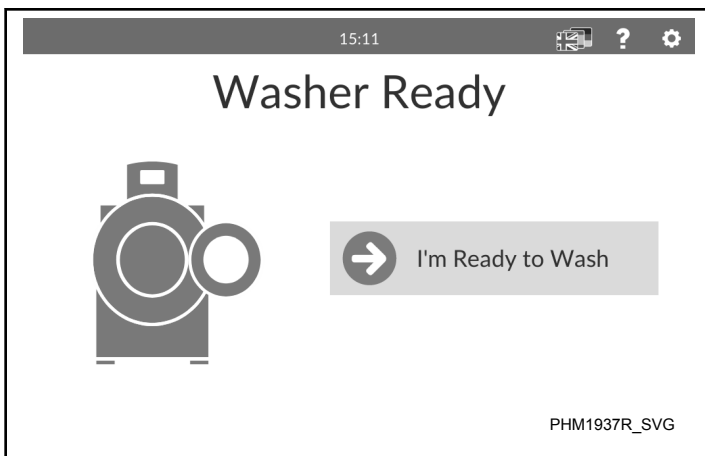 15:11
?
Washer Ready
I'm Ready to Wash
PHM1937R_SVG